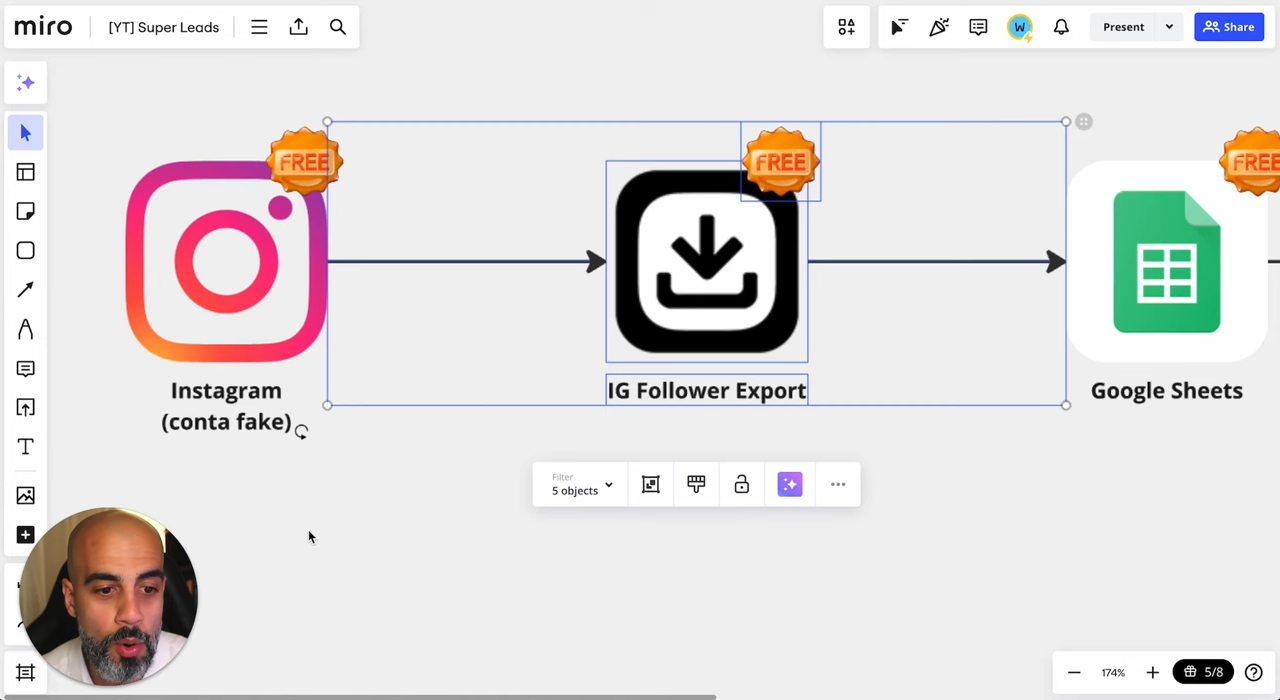 miro
[YT] Super Leads
W
Present
Share
FREE
FREE
FREE
Instagram
(conta fake)
IG Follower Export
Google Sheets
Filter
5 objects
174%
5/8